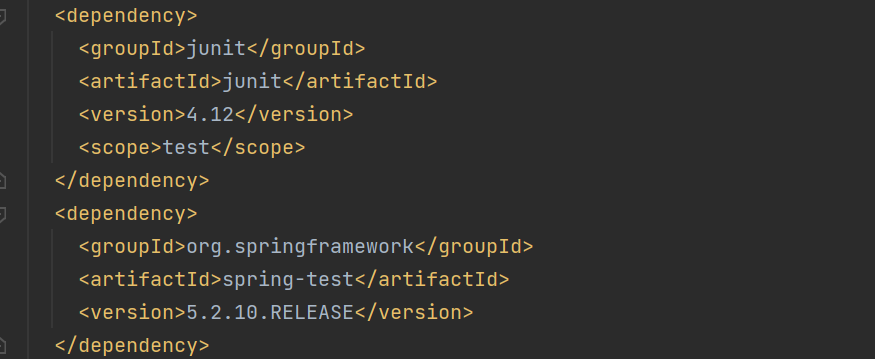 <dependency>
<groupId>junit</groupId>
<artifactId>junit</artifactId>
<version>4.12</version>
<scope>test</scope>
</dependency>
<dependency>
<groupId>org.springframework</groupId>
<artifactId>spring-test</artifactId>
<version>5.2.10.RELEASE</version>
</dependency>